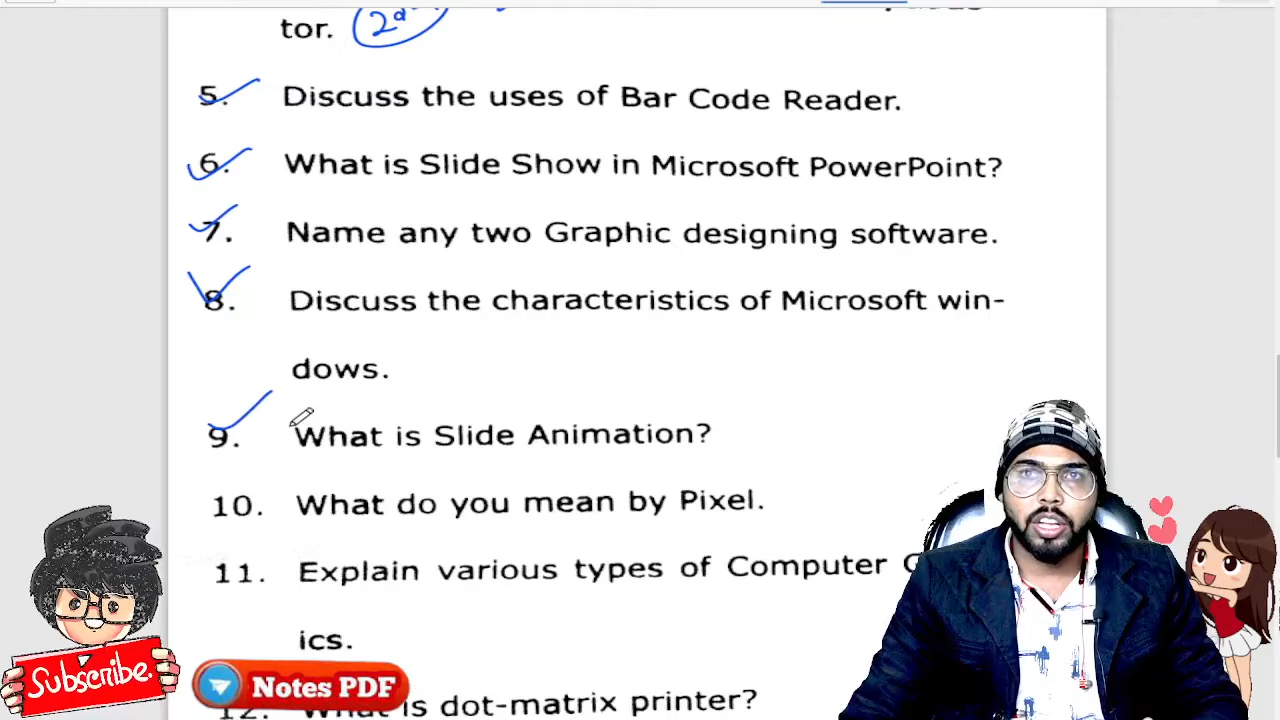 tor.
5. Discuss the uses of Bar Code Reader.
6. What is Slide Show in Microsoft PowerPoint?
7. Name any two Graphic designing software.
8. Discuss the characteristics of Microsoft win-
dows.
9. What is Slide Animation?
10. What do you mean by Pixel.
11. Explain various types of Computer
ics.
12. What is dot-matrix printer?
Subscribe
Notes PDF